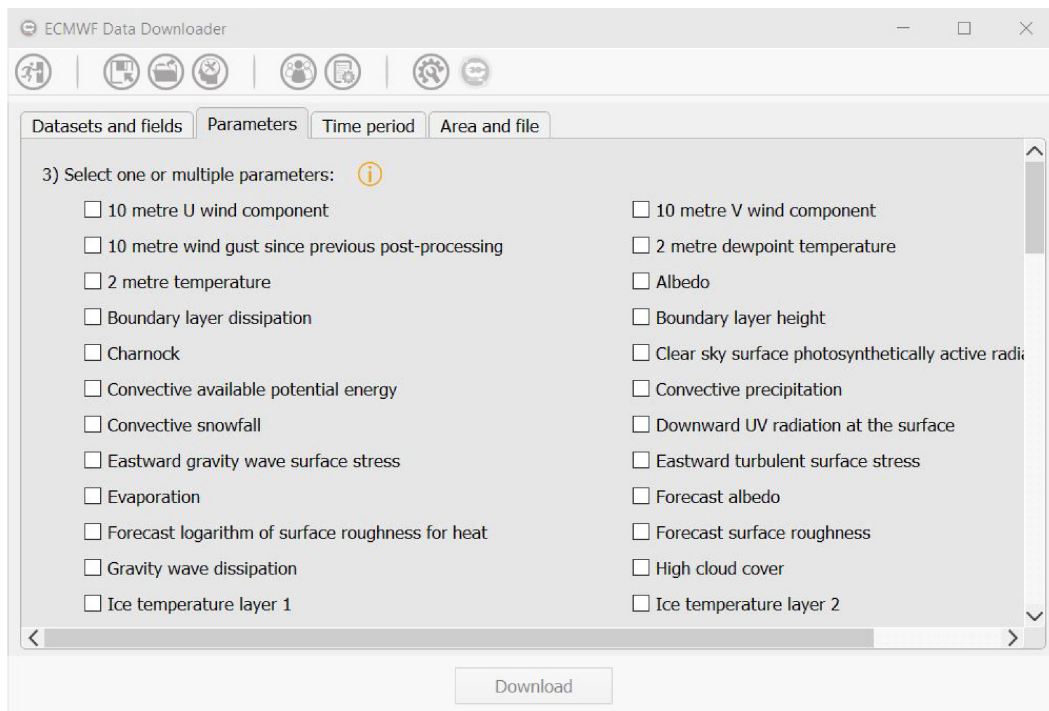 ECMWF Data Downloader
Datasets and fields Parameters Time period Area and file
3) Select one or multiple parameters:
10 metre U wind component 10 metre V wind component
10 metre wind gust since previous post-processing 2 metre dewpoint temperature
2 metre temperature Albedo
Boundary layer dissipation Boundary layer height
Charnock Clear sky surface photosynthetically active radia
Convective available potential energy Convective precipitation
Convective snowfall Downward UV radiation at the surface
Eastward gravity wave surface stress Eastward turbulent surface stress
Evaporation Forecast albedo
Forecast logarithm of surface roughness for heat Forecast surface roughness
Gravity wave dissipation High cloud cover
Ice temperature layer 1 Ice temperature layer 2
Download